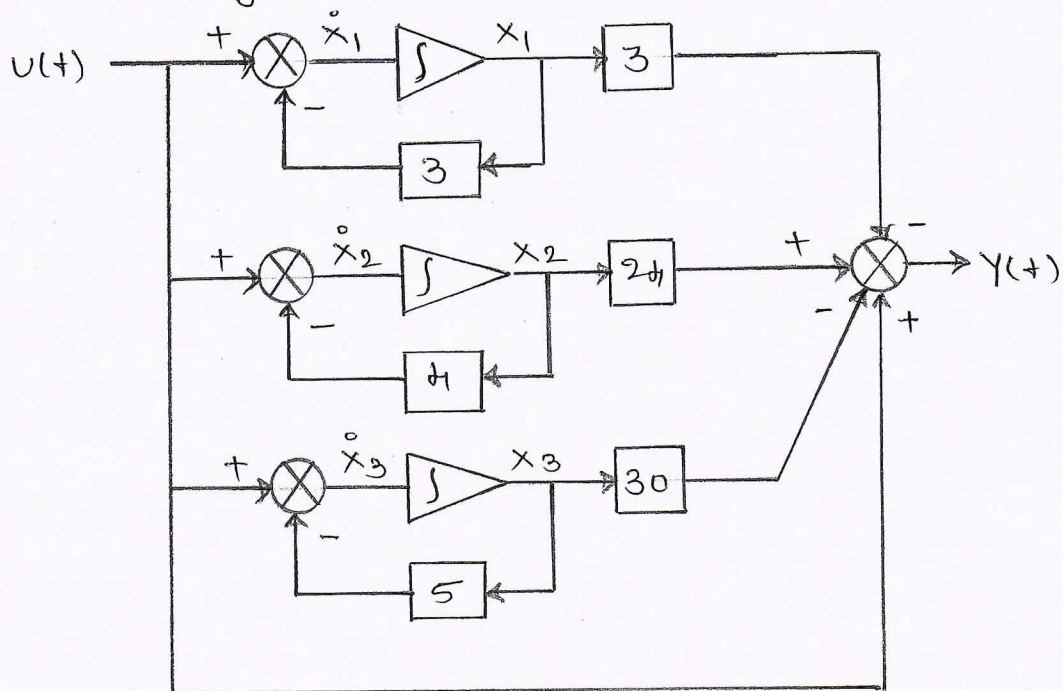 + ẋ1 ∫ x1 3
U(t)
-
3
-
+ ẋ2 ∫ x2 24 +
Y(t)
- - +
4
+ ẋ3 ∫ x3 30
-
5